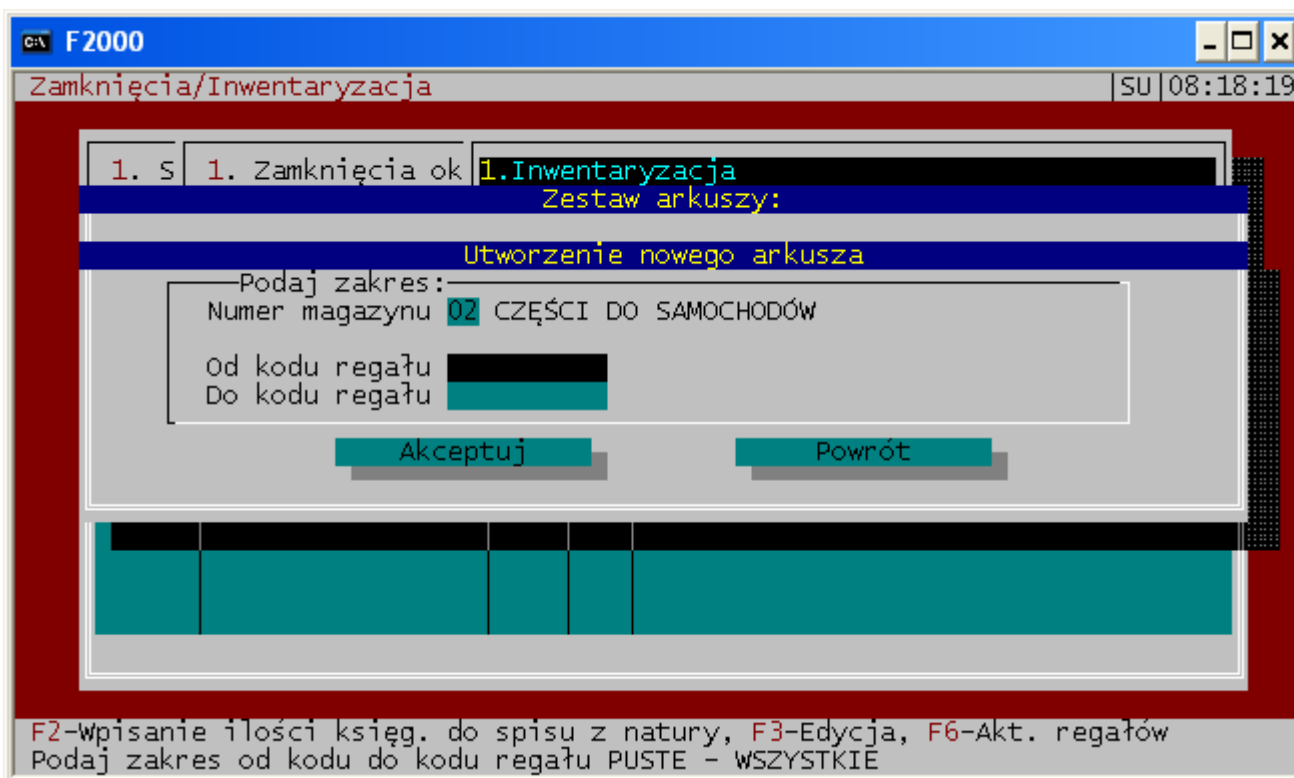 F2000
Zamknięcia/Inwentaryzacja |SU|08:18:19
1. S 1. Zamknięcia ok 1.Inwentaryzacja
Zestaw arkuszy:
Utworzenie nowego arkusza
Podaj zakres:
Numer magazynu 02 CZĘŚCI DO SAMOCHODÓW
Od kodu regału
Do kodu regału
Akceptuj Powrót
F2-Wpisanie ilości księg. do spisu z natury, F3-Edycja, F6-Akt. regałów
Podaj zakres od kodu do kodu regału PUSTE - WSZYSTKIE